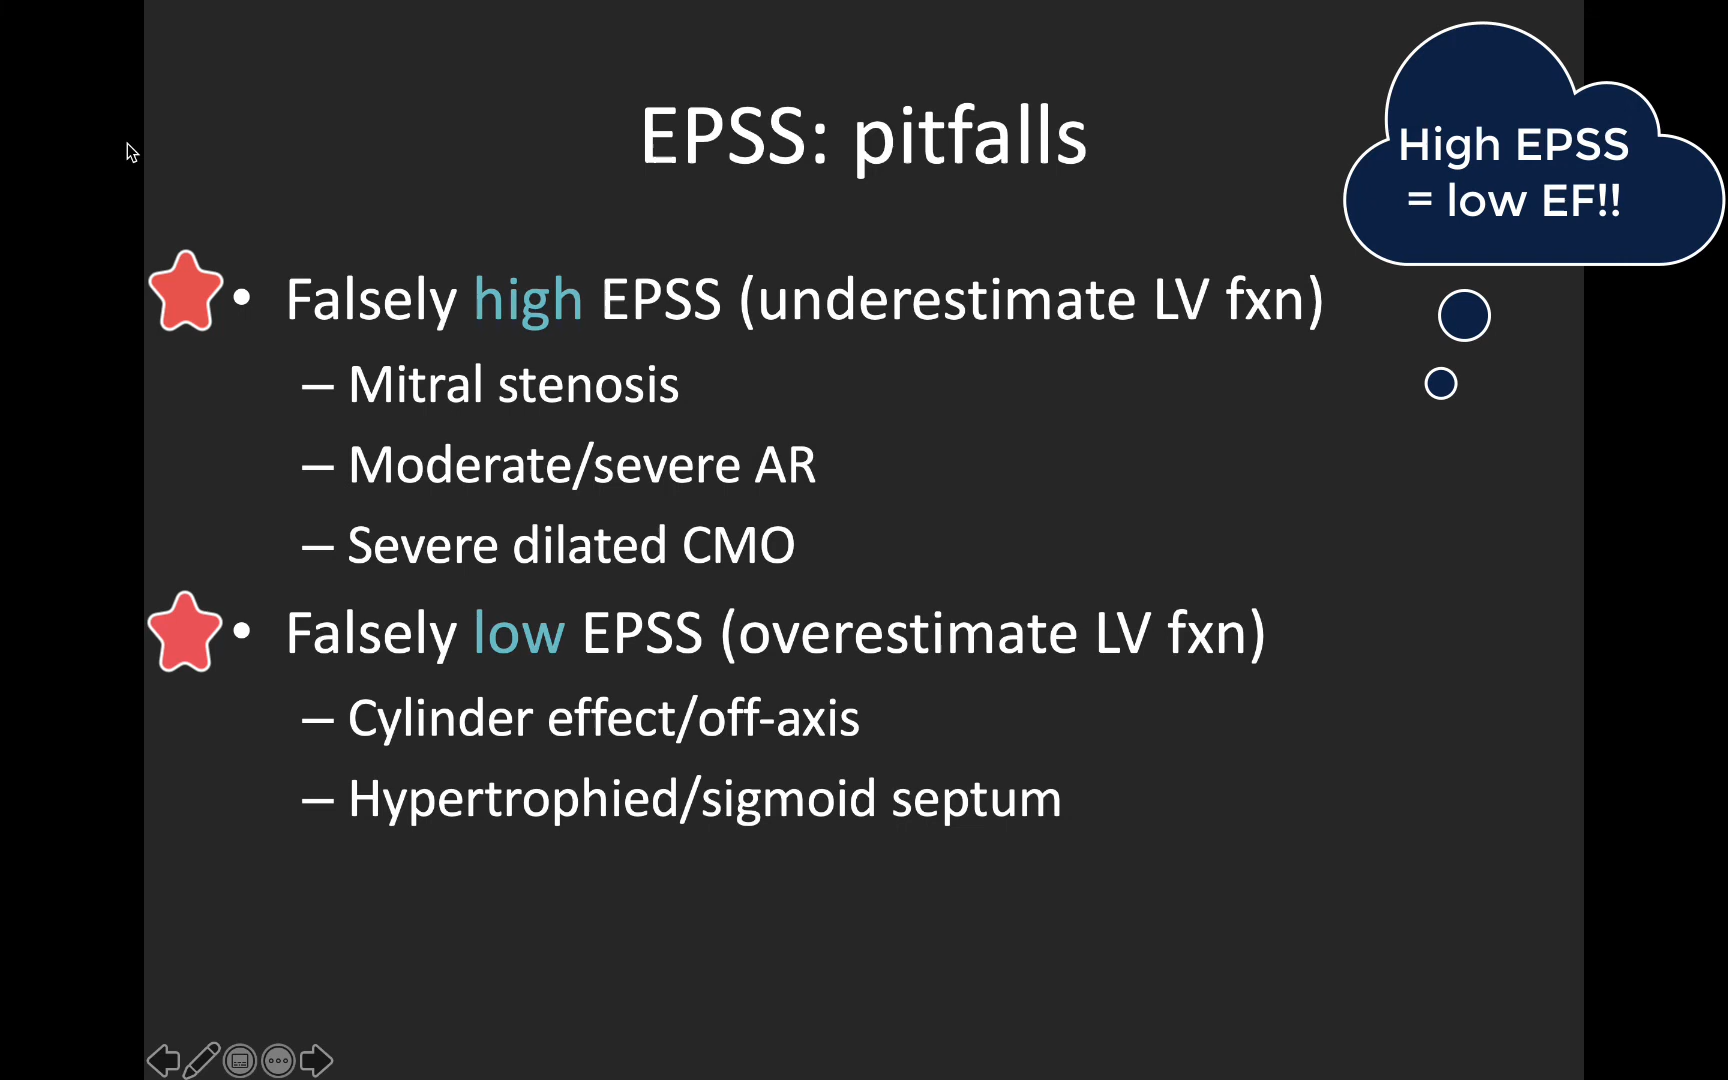 EPSS: pitfalls
High EPSS
= low EF!!
• Falsely high EPSS (underestimate LV fxn)
– Mitral stenosis
– Moderate/severe AR
– Severe dilated CMO
• Falsely low EPSS (overestimate LV fxn)
– Cylinder effect/off-axis
– Hypertrophied/sigmoid septum